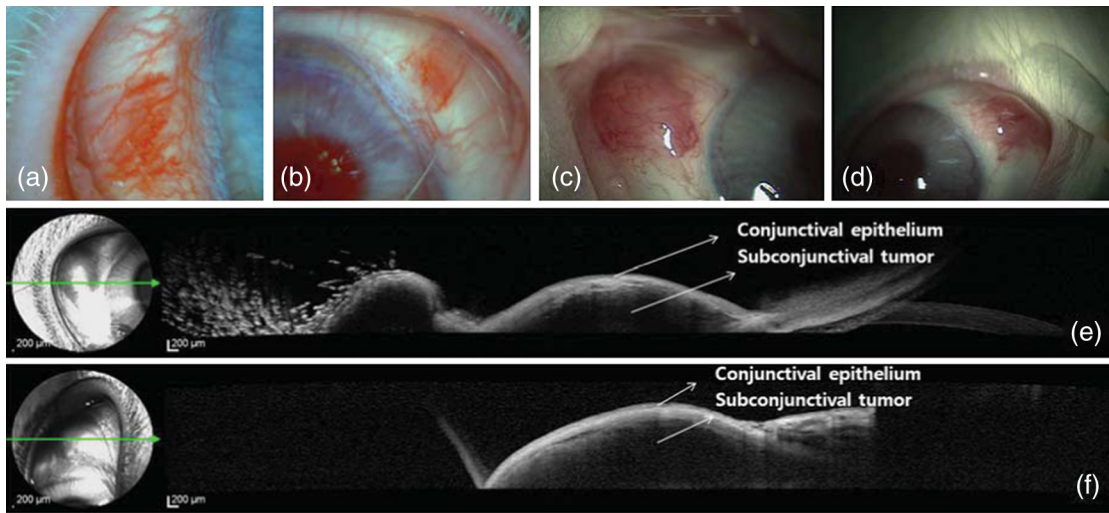 (a)
(b)
(c)
(d)
Conjunctival epithelium
Subconjunctival tumor
200 µm
200 µm
(e)
Conjunctival epithelium
Subconjunctival tumor
200 µm
200 µm
(f)